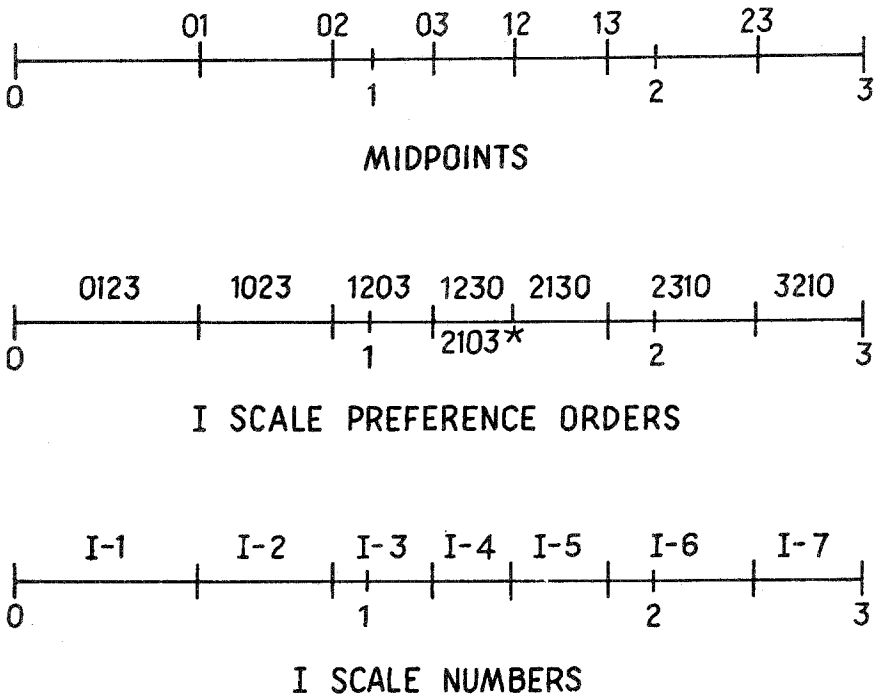 01 02 03 12 13 23
0 1 2 3
MIDPOINTS
0123 1023 1203 1230 2130 2310 3210
0 1 2103* 2 3
I SCALE PREFERENCE ORDERS
I-1 I-2 I-3 I-4 I-5 I-6 I-7
0 1 2 3
I SCALE NUMBERS